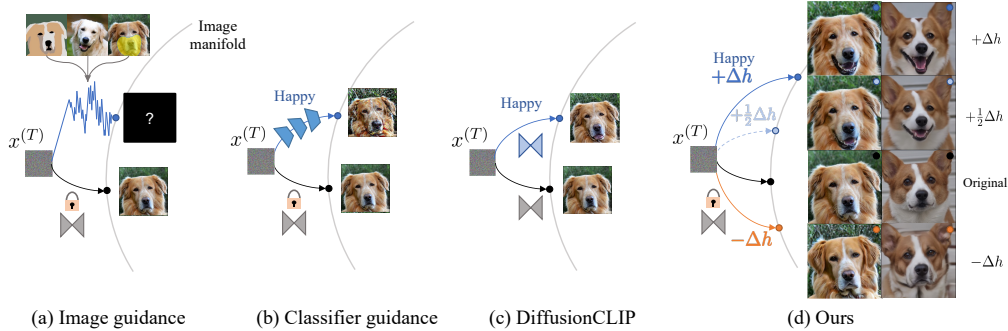 Image
manifold
?
x^{(T)}
Happy
x^{(T)}
Happy
x^{(T)}
Happy
+Δh
+½Δh
x^{(T)}
−Δh
+Δh
+½Δh
Original
−Δh
(a) Image guidance
(b) Classifier guidance
(c) DiffusionCLIP
(d) Ours